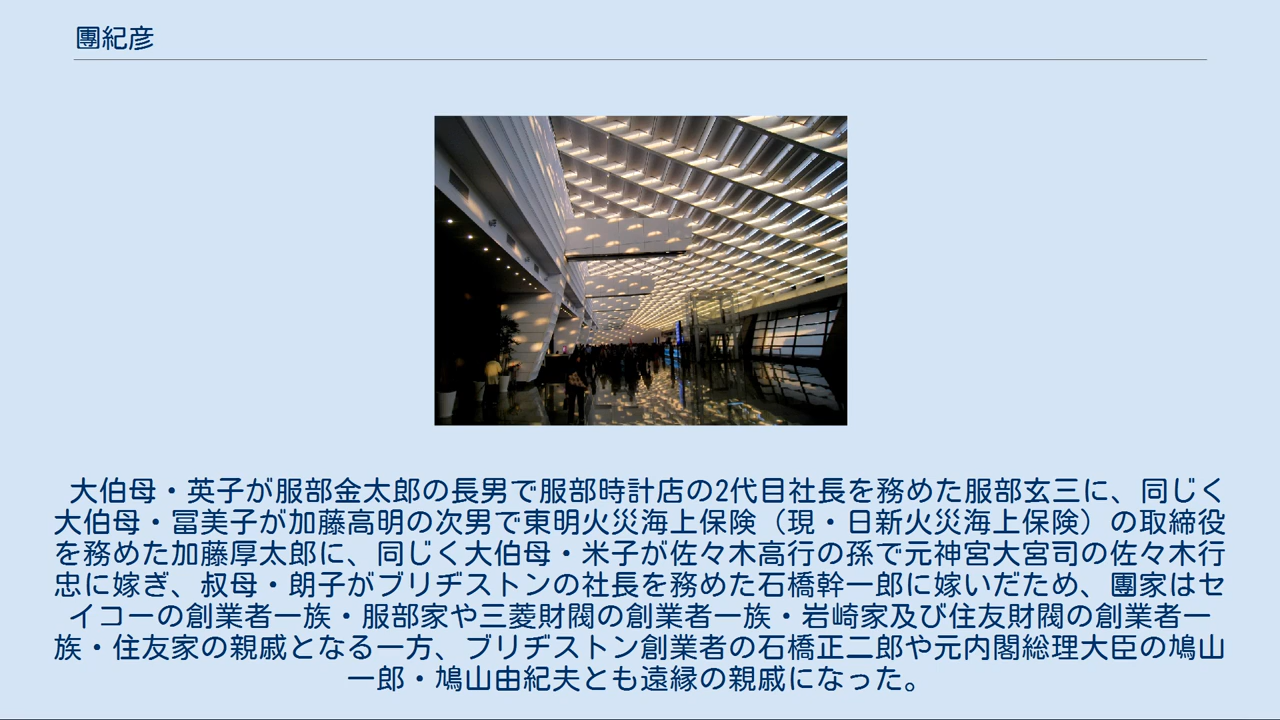 團紀彦
大伯母・英子が服部金太郎の長男で服部時計店の2代目社長を務めた服部玄三に、同じく
大伯母・冨美子が加藤高明の次男で東明火災海上保険（現・日新火災海上保険）の取締役
を務めた加藤厚太郎に、同じく大伯母・米子が佐々木高行の孫で元神宮大宮司の佐々木行
忠に嫁ぎ、叔母・朗子がブリヂストンの社長を務めた石橋幹一郎に嫁いだため、團家はセ
イコーの創業者一族・服部家や三菱財閥の創業者一族・岩崎家及び住友財閥の創業者一
族・住友家の親戚となる一方、ブリヂストン創業者の石橋正二郎や元内閣総理大臣の鳩山
一郎・鳩山由紀夫とも遠縁の親戚になった。